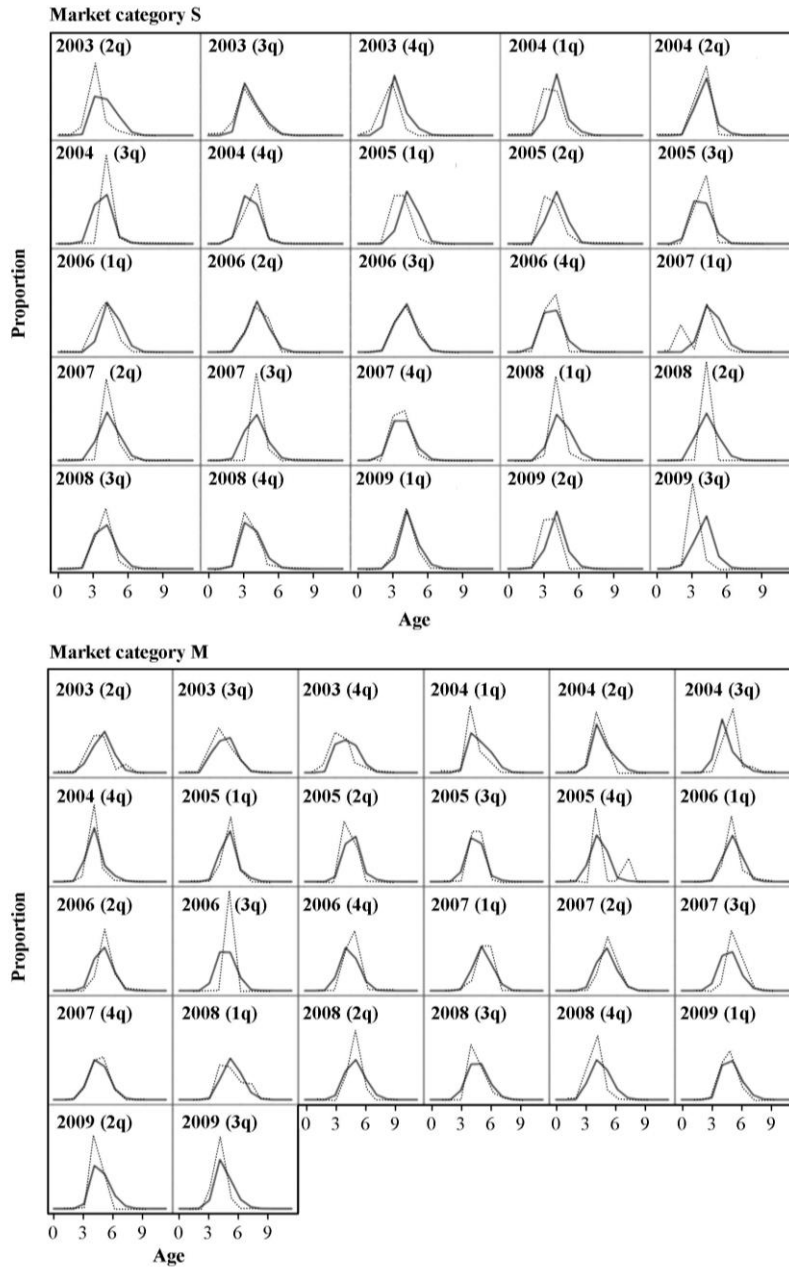 Market category S
2003 (2q) 2003 (3q) 2003 (4q) 2004 (1q) 2004 (2q)
2004 (3q) 2004 (4q) 2005 (1q) 2005 (2q) 2005 (3q)
2006 (1q) 2006 (2q) 2006 (3q) 2006 (4q) 2007 (1q)
2007 (2q) 2007 (3q) 2007 (4q) 2008 (1q) 2008 (2q)
2008 (3q) 2008 (4q) 2009 (1q) 2009 (2q) 2009 (3q)
Proportion
0 3 6 9 0 3 6 9 0 3 6 9 0 3 6 9 0 3 6 9
Age
Market category M
2003 (2q) 2003 (3q) 2003 (4q) 2004 (1q) 2004 (2q) 2004 (3q)
2004 (4q) 2005 (1q) 2005 (2q) 2005 (3q) 2005 (4q) 2006 (1q)
2006 (2q) 2006 (3q) 2006 (4q) 2007 (1q) 2007 (2q) 2007 (3q)
2007 (4q) 2008 (1q) 2008 (2q) 2008 (3q) 2008 (4q) 2009 (1q)
Proportion
2009 (2q) 2009 (3q) 0 3 6 9 0 3 6 9 0 3 6 9 0 3 6 9
0 3 6 9 0 3 6 9
Age